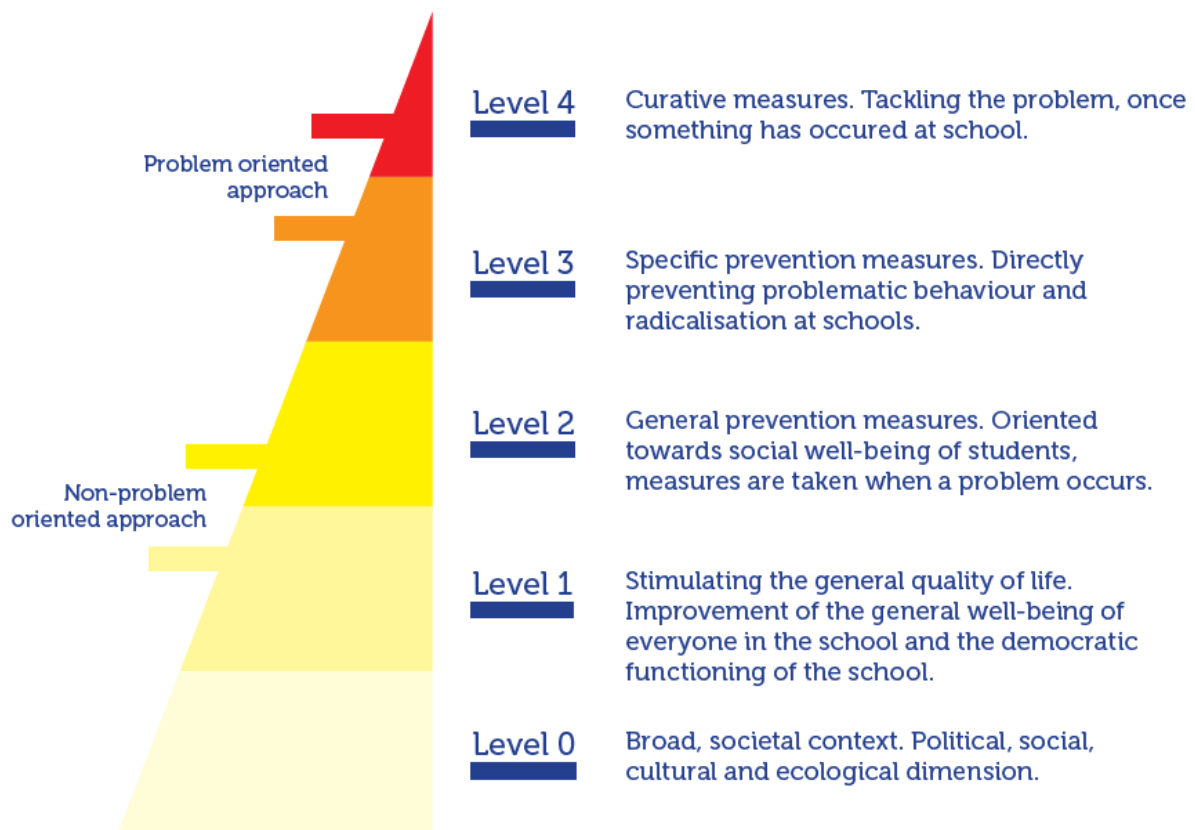 Level 4
Curative measures. Tackling the problem, once
something has occured at school.
Problem oriented
approach
Level 3
Specific prevention measures. Directly
preventing problematic behaviour and
radicalisation at schools.
Level 2
General prevention measures. Oriented
towards social well-being of students,
measures are taken when a problem occurs.
Non-problem
oriented approach
Level 1
Stimulating the general quality of life.
Improvement of the general well-being of
everyone in the school and the democratic
functioning of the school.
Level 0
Broad, societal context. Political, social,
cultural and ecological dimension.